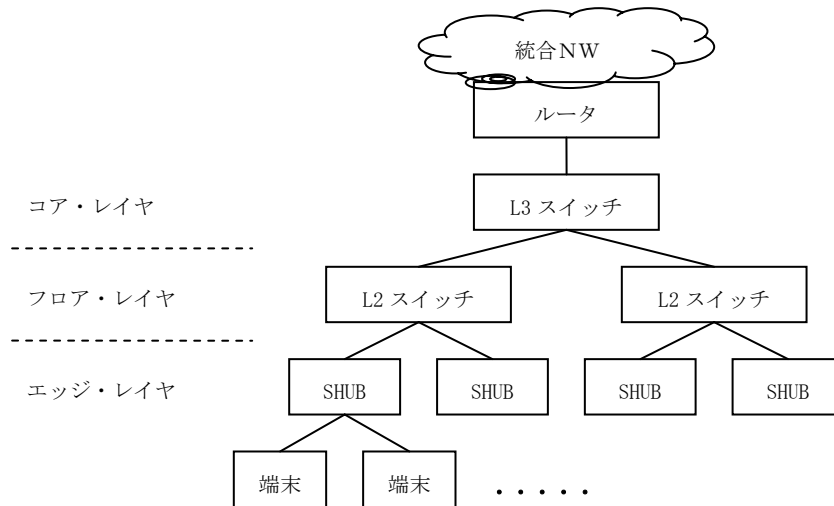 統合NW
ルータ
コア・レイヤ
L3 スイッチ
フロア・レイヤ
L2 スイッチ
L2 スイッチ
エッジ・レイヤ
SHUB
SHUB
SHUB
SHUB
端末
端末
・・・・・